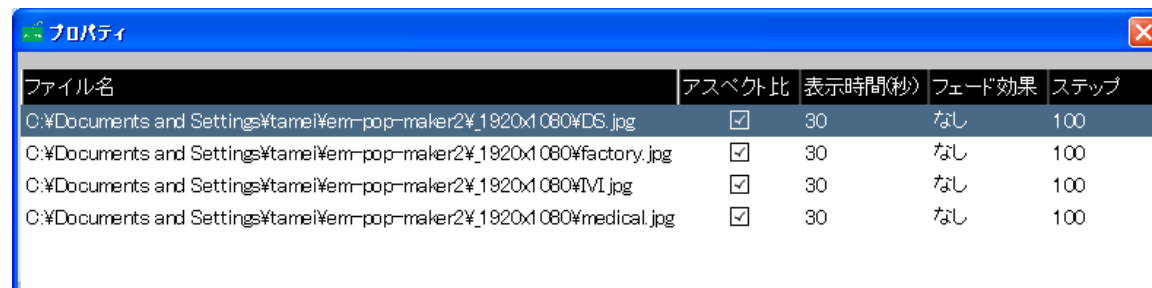 プロパティ
ファイル名 アスペクト比 表示時間(秒) フェード効果 ステップ
C:¥Documents and Settings¥tamei¥em-pop-maker2¥_1920x1080¥DS.jpg 30 なし 100
C:¥Documents and Settings¥tamei¥em-pop-maker2¥_1920x1080¥factory.jpg 30 なし 100
C:¥Documents and Settings¥tamei¥em-pop-maker2¥_1920x1080¥IVI.jpg 30 なし 100
C:¥Documents and Settings¥tamei¥em-pop-maker2¥_1920x1080¥medical.jpg 30 なし 100